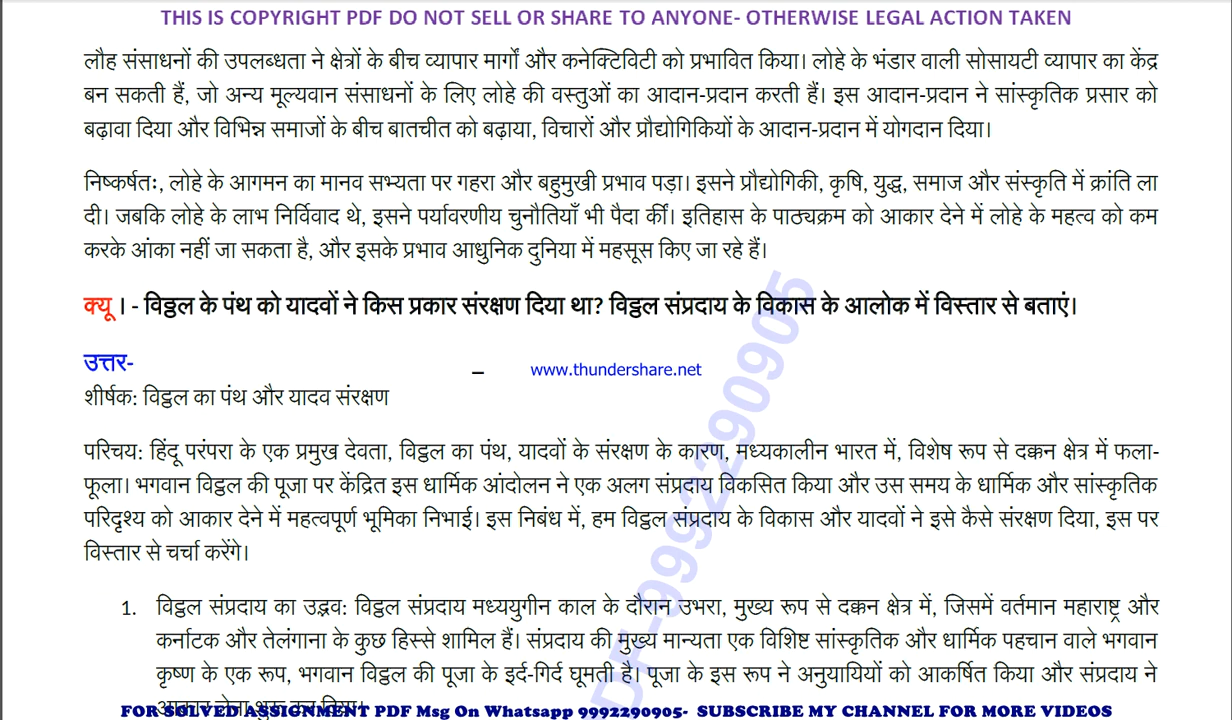 THIS IS COPYRIGHT PDF DO NOT SELL OR SHARE TO ANYONE- OTHERWISE LEGAL ACTION TAKEN
लौह संसाधनों की उपलब्धता ने क्षेत्रों के बीच व्यापार मार्गों और कनेक्टिविटी को प्रभावित किया। लोहे के भंडार वाली सोसायटी व्यापार का केंद्र
बन सकती हैं, जो अन्य मूल्यवान संसाधनों के लिए लोहे की वस्तुओं का आदान-प्रदान करती हैं। इस आदान-प्रदान ने सांस्कृतिक प्रसार को
बढ़ावा दिया और विभिन्न समाजों के बीच बातचीत को बढ़ाया, विचारों और प्रौद्योगिकियों के आदान-प्रदान में योगदान दिया।
निष्कर्षतः, लोहे के आगमन का मानव सभ्यता पर गहरा और बहुमुखी प्रभाव पड़ा। इसने प्रौद्योगिकी, कृषि, युद्ध, समाज और संस्कृति में क्रांति ला
दी। जबकि लोहे के लाभ निर्विवाद थे, इसने पर्यावरणीय चुनौतियाँ भी पैदा कीं। इतिहास के पाठ्यक्रम को आकार देने में लोहे के महत्व को कम
करके आंका नहीं जा सकता है, और इसके प्रभाव आधुनिक दुनिया में महसूस किए जा रहे हैं।
क्यू । - विठ्ठल के पंथ को यादवों ने किस प्रकार संरक्षण दिया था? विठ्ठल संप्रदाय के विकास के आलोक में विस्तार से बताएं।
उत्तर-
– www.thundershare.net
शीर्षक: विठ्ठल का पंथ और यादव संरक्षण
परिचय: हिंदू परंपरा के एक प्रमुख देवता, विठ्ठल का पंथ, यादवों के संरक्षण के कारण, मध्यकालीन भारत में, विशेष रूप से दक्कन क्षेत्र में फला-
फूला। भगवान विठ्ठल की पूजा पर केंद्रित इस धार्मिक आंदोलन ने एक अलग संप्रदाय विकसित किया और उस समय के धार्मिक और सांस्कृतिक
परिदृश्य को आकार देने में महत्वपूर्ण भूमिका निभाई। इस निबंध में, हम विठ्ठल संप्रदाय के विकास और यादवों ने इसे कैसे संरक्षण दिया, इस पर
विस्तार से चर्चा करेंगे।
1. विठ्ठल संप्रदाय का उद्भव: विठ्ठल संप्रदाय मध्ययुगीन काल के दौरान उभरा, मुख्य रूप से दक्कन क्षेत्र में, जिसमें वर्तमान महाराष्ट्र और
कर्नाटक और तेलंगाना के कुछ हिस्से शामिल हैं। संप्रदाय की मुख्य मान्यता एक विशिष्ट सांस्कृतिक और धार्मिक पहचान वाले भगवान
कृष्ण के एक रूप, भगवान विठ्ठल की पूजा के इर्द-गिर्द घूमती है। पूजा के इस रूप ने अनुयायियों को आकर्षित किया और संप्रदाय ने
FOR SOLVED ASSIGNMENT PDF Msg On Whatsapp 9992290905- SUBSCRIBE MY CHANNEL FOR MORE VIDEOS
DF-9992290905